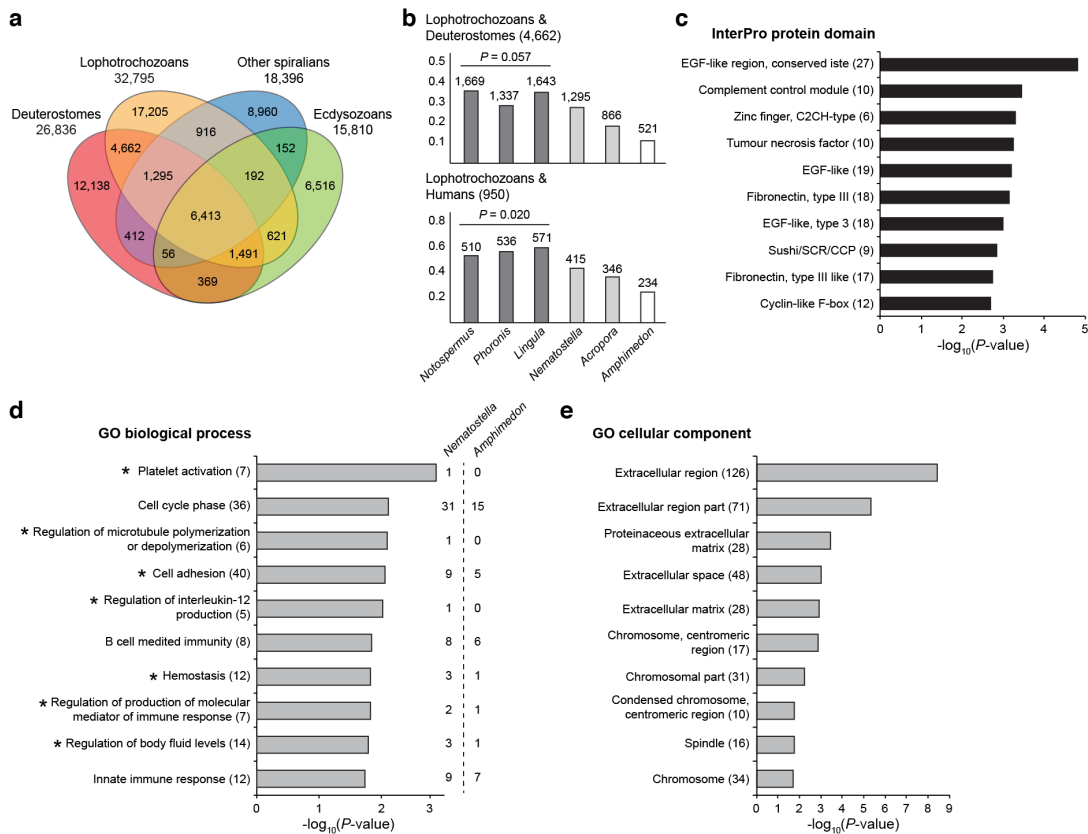 a
Lophotrochozoans
32,795
Other spiralians
18,396
Deuterostomes
26,836
Ecdysozoans
15,810
17,205
8,960
916
4,662
152
12,138
1,295
192
6,516
6,413
412
621
56
1,491
369
b
Lophotrochozoans &
Deuterostomes (4,662)
P = 0.057
0.5
0.4
0.3
0.2
0.1
1,669
1,337
1,643
1,295
866
521
Lophotrochozoans &
Humans (950)
P = 0.020
0.8
0.6
0.4
0.2
510
536
571
415
346
234
Notospermus
Phoronis
Lingula
Nematostella
Acropora
Amphimedon
c
InterPro protein domain
EGF-like region, conserved iste (27)
Complement control module (10)
Zinc finger, C2CH-type (6)
Tumour necrosis factor (10)
EGF-like (19)
Fibronectin, type III (18)
EGF-like, type 3 (18)
Sushi/SCR/CCP (9)
Fibronectin, type III like (17)
Cyclin-like F-box (12)
0 1 2 3 4 5
-log10(P-value)
d
GO biological process
Nematostella
Amphimedon
* Platelet activation (7) 1 0
Cell cycle phase (36) 31 15
* Regulation of microtubule polymerization
or depolymerization (6) 1 0
* Cell adhesion (40) 9 5
* Regulation of interleukin-12
production (5) 1 0
B cell medited immunity (8) 8 6
* Hemostasis (12) 3 1
* Regulation of production of molecular
mediator of immune response (7) 2 1
* Regulation of body fluid levels (14) 3 1
Innate immune response (12) 9 7
0 1 2 3
-log10(P-value)
e
GO cellular component
Extracellular region (126)
Extracellular region part (71)
Proteinaceous extracellular
matrix (28)
Extracellular space (48)
Extracellular matrix (28)
Chromosome, centromeric
region (17)
Chromosomal part (31)
Condensed chromosome,
centromeric region (10)
Spindle (16)
Chromosome (34)
0 1 2 3 4 5 6 7 8 9
-log10(P-value)